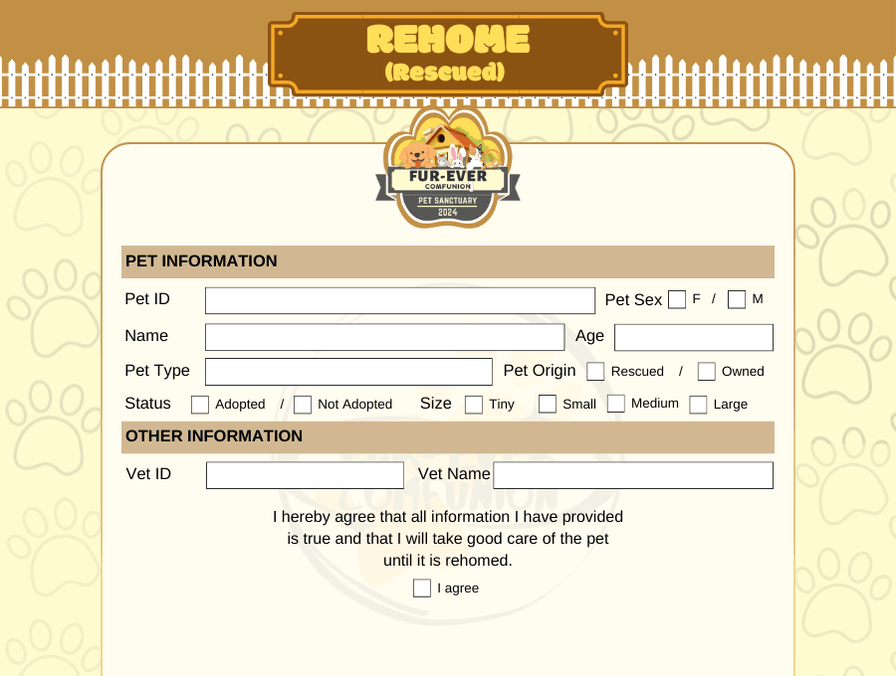 REHOME
(Rescued)
FUR-EVER
COMFUNION
PET SANCTUARY
2024
PET INFORMATION
Pet ID Pet Sex F / M
Name Age
Pet Type Pet Origin Rescued / Owned
Status Adopted / Not Adopted Size Tiny Small Medium Large
OTHER INFORMATION
Vet ID Vet Name
I hereby agree that all information I have provided
is true and that I will take good care of the pet
until it is rehomed.
I agree